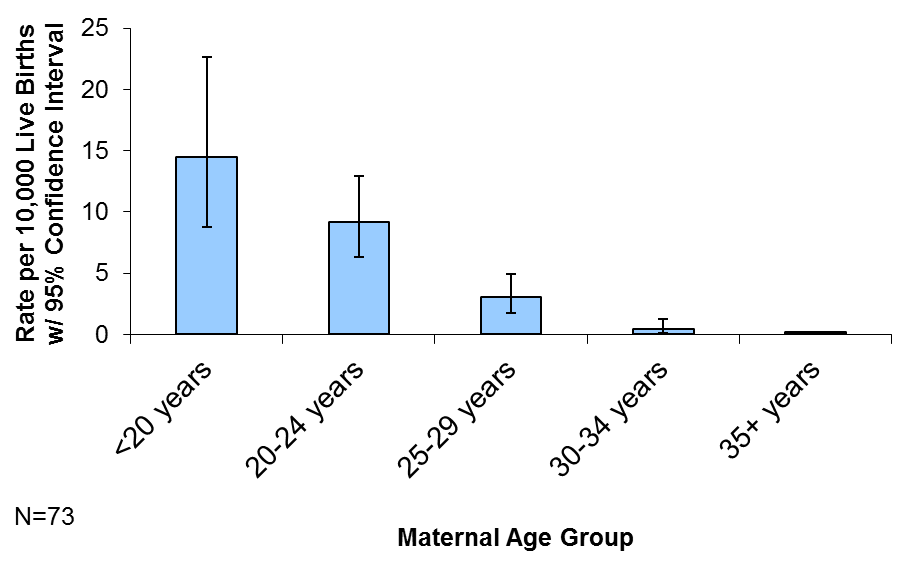 Rate per 10,000 Live Births
w/ 95% Confidence Interval
25
20
15
10
5
0
<20 years
20-24 years
25-29 years
30-34 years
35+ years
N=73
Maternal Age Group